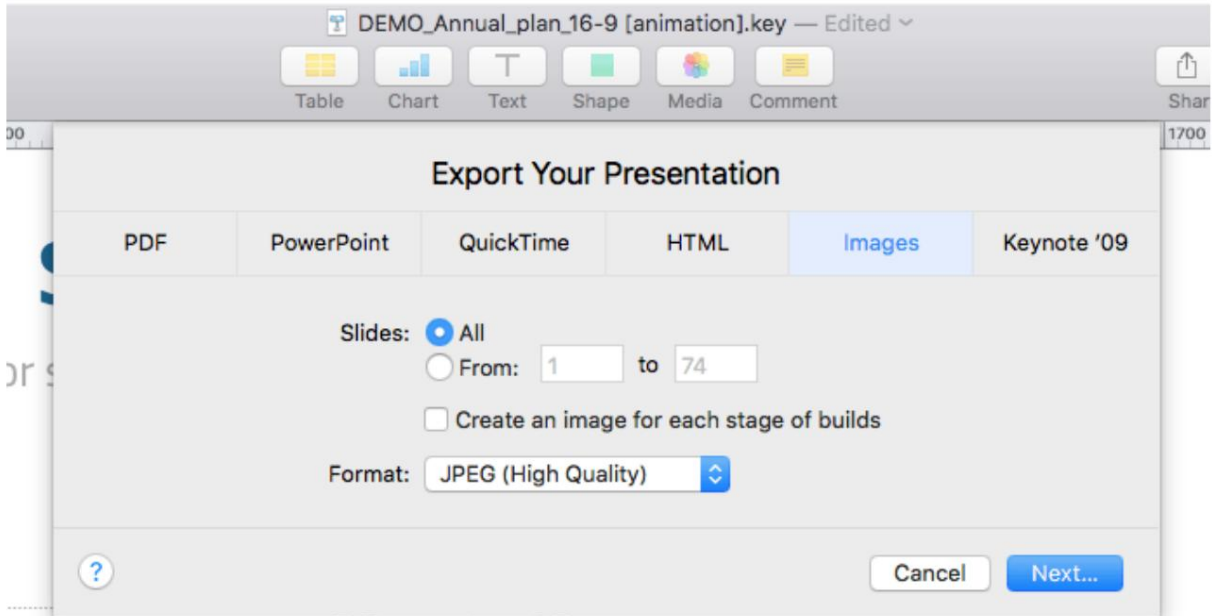 DEMO_Annual_plan_16-9 [animation].key — Edited
Table Chart Text Shape Media Comment
1700
Export Your Presentation
PDF PowerPoint QuickTime HTML Images Keynote '09
Slides: All
From: 1 to 74
Create an image for each stage of builds
Format: JPEG (High Quality)
? Cancel Next...